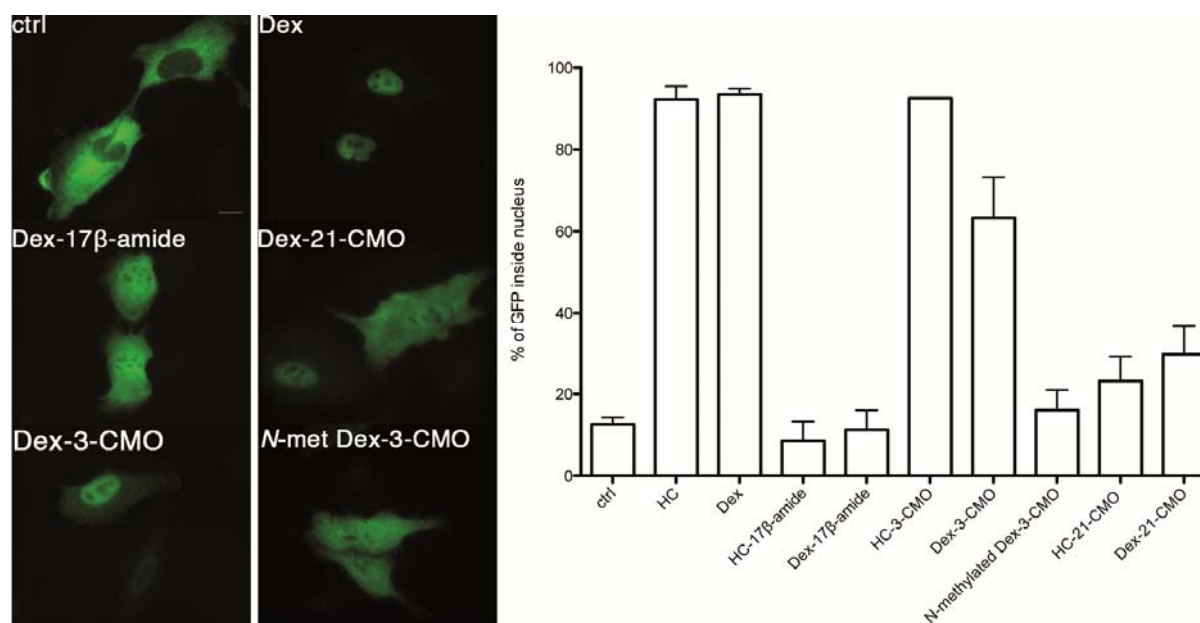 ctrl
Dex
Dex-17β-amide
Dex-21-CMO
Dex-3-CMO
N-met Dex-3-CMO
% of GFP inside nucleus
100
80
60
40
20
0
ctrl
HC
Dex
HC-17β-amide
Dex-17β-amide
HC-3-CMO
Dex-3-CMO
N-methylated Dex-3-CMO
HC-21-CMO
Dex-21-CMO